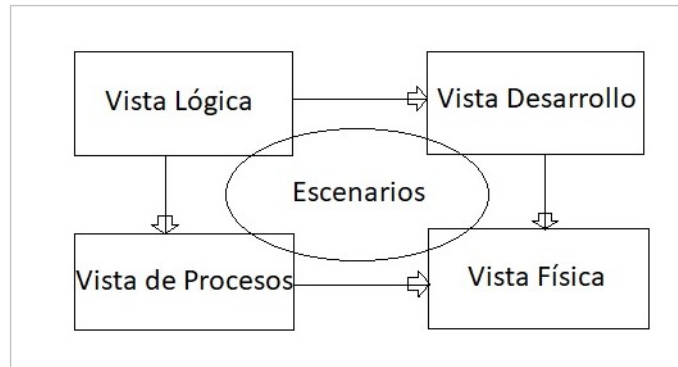 Vista Lógica
Vista Desarrollo
Escenarios
Vista de Procesos
Vista Física